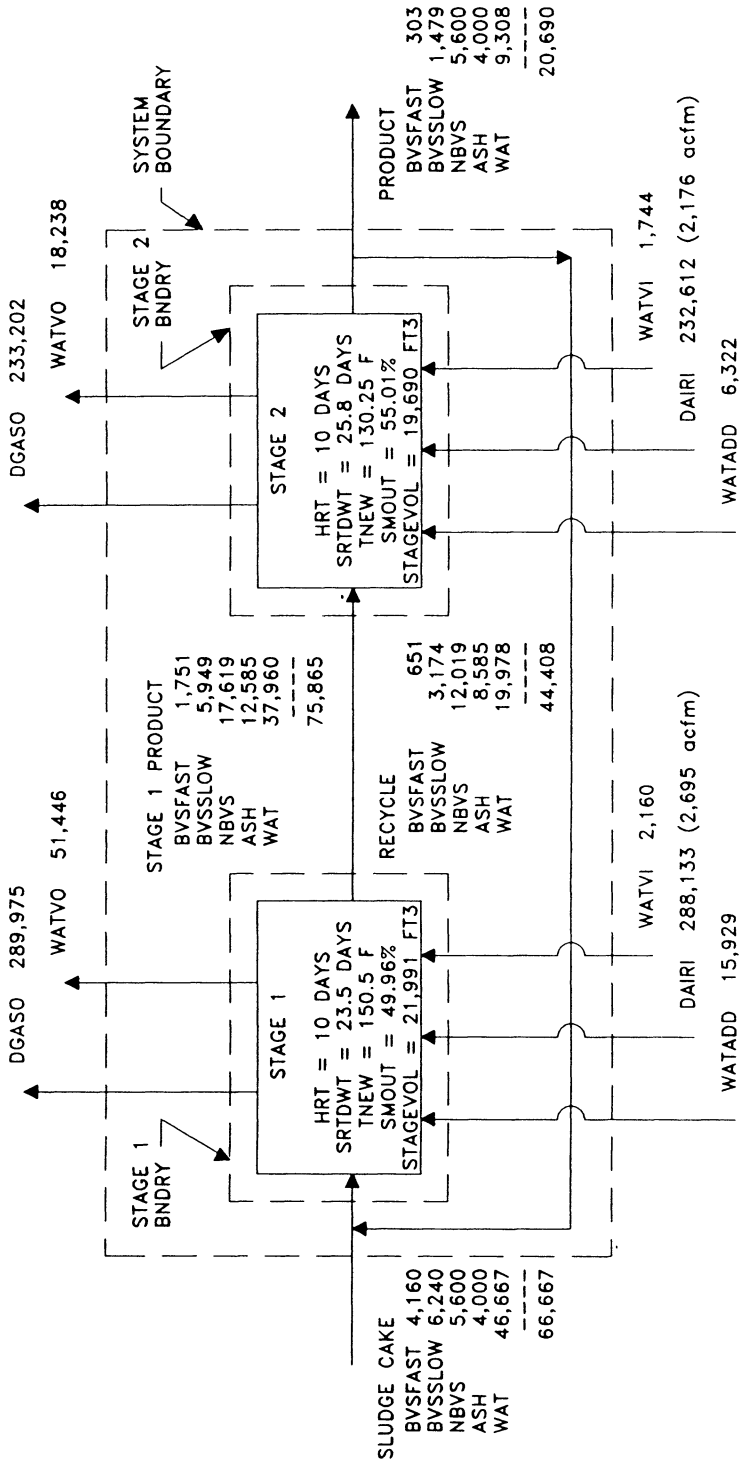 DGASO 289,975
WATVO 51,446
DGASO 233,202
WATVO 18,238
SYSTEM
BOUNDARY
STAGE 1
BNDRY
STAGE 2
BNDRY
STAGE 1
HRT = 10 DAYS
SRTDWT = 23.5 DAYS
TNEW = 150.5 F
SMOUT = 49.96%
STAGEVOL = 21,991 FT3
STAGE 1 PRODUCT
BVSFAST 1,751
BVSSLOW 5,949
NBVS 17,619
ASH 12,585
WAT 37,960
----
75,865
STAGE 2
HRT = 10 DAYS
SRTDWT = 25.8 DAYS
TNEW = 130.25 F
SMOUT = 55.01%
STAGEVOL = 19,690 FT3
SLUDGE CAKE
BVSFAST 4,160
BVSSLOW 6,240
NBVS 5,600
ASH 4,000
WAT 46,667
----
66,667
RECYCLE
BVSFAST 651
BVSSLOW 3,174
NBVS 12,019
ASH 8,585
WAT 19,978
----
44,408
PRODUCT
BVSFAST 303
BVSSLOW 1,479
NBVS 5,600
ASH 4,000
WAT 9,308
----
20,690
WATVI 2,160
DAIRI 288,133 (2,695 acfm)
WATADD 15,929
WATVI 1,744
DAIRI 232,612 (2,176 acfm)
WATADD 6,322